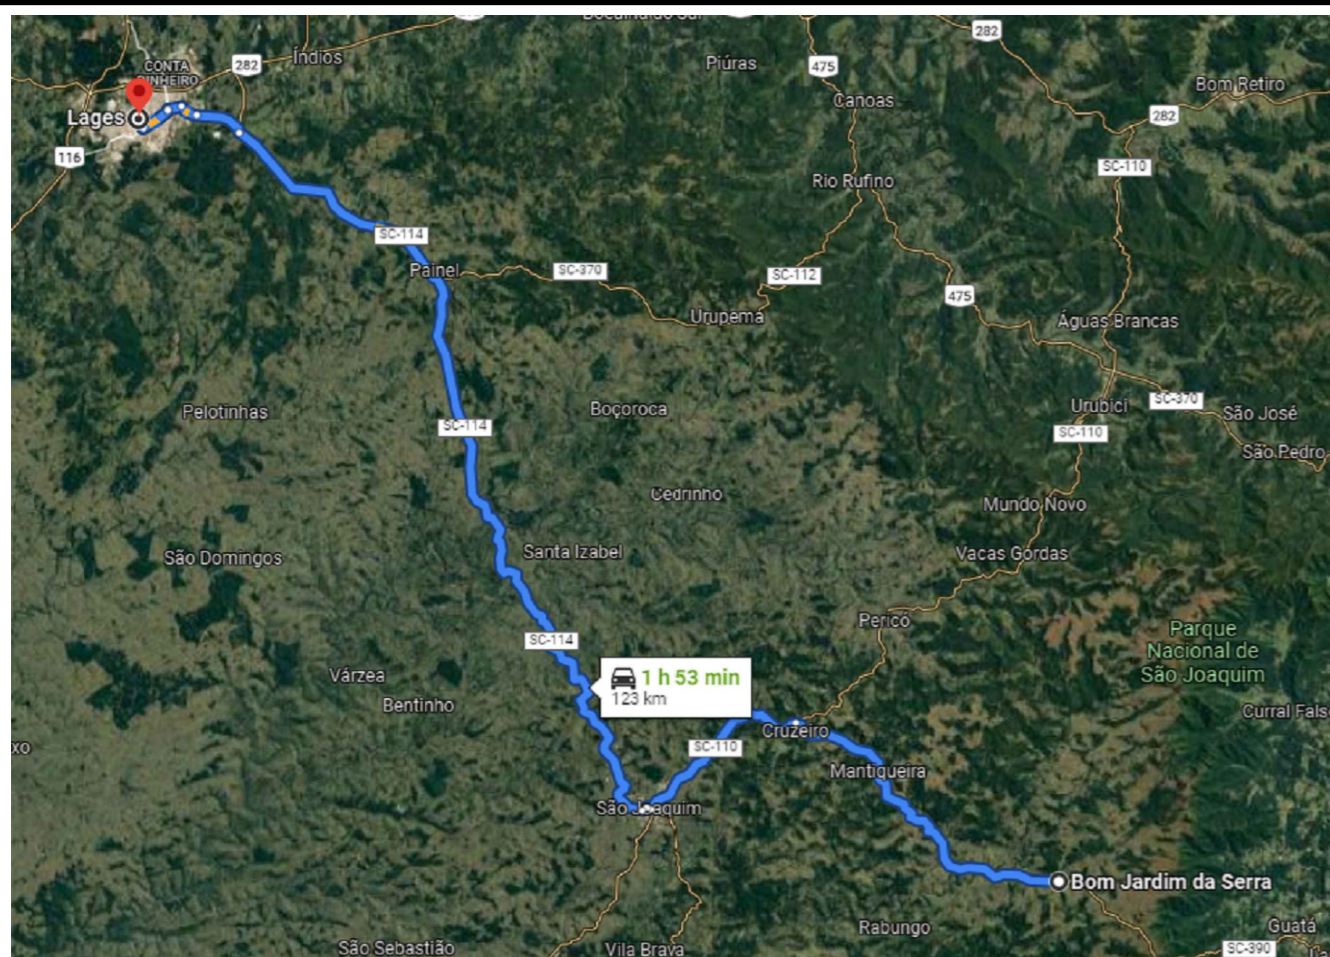 282
Índios
CONTA
DINHEIRO
282
Piúras
475
Canoas
Bom Retiro
282
Lages
116
SC-110
Rio Rufino
SC-114
Painel
SC-370
SC-112
475
Urupema
Águas Brancas
Pelotinhas
Boçoroca
Urubici
SC-370
São José
SC-114
SC-110
São Pedro
Cedrinho
Mundo Novo
São Domingos
Santa Izabel
Vacas Gordas
Pericó
SC-114
Parque
Nacional de
São Joaquim
Várzea
1 h 53 min
123 km
Bentinho
Curral Fals
Cruzeiro
xo
SC-110
Mantiqueira
São Joaquim
Bom Jardim da Serra
Rabungo
Guatá
São Sebastião
Vila Brava
SC-390